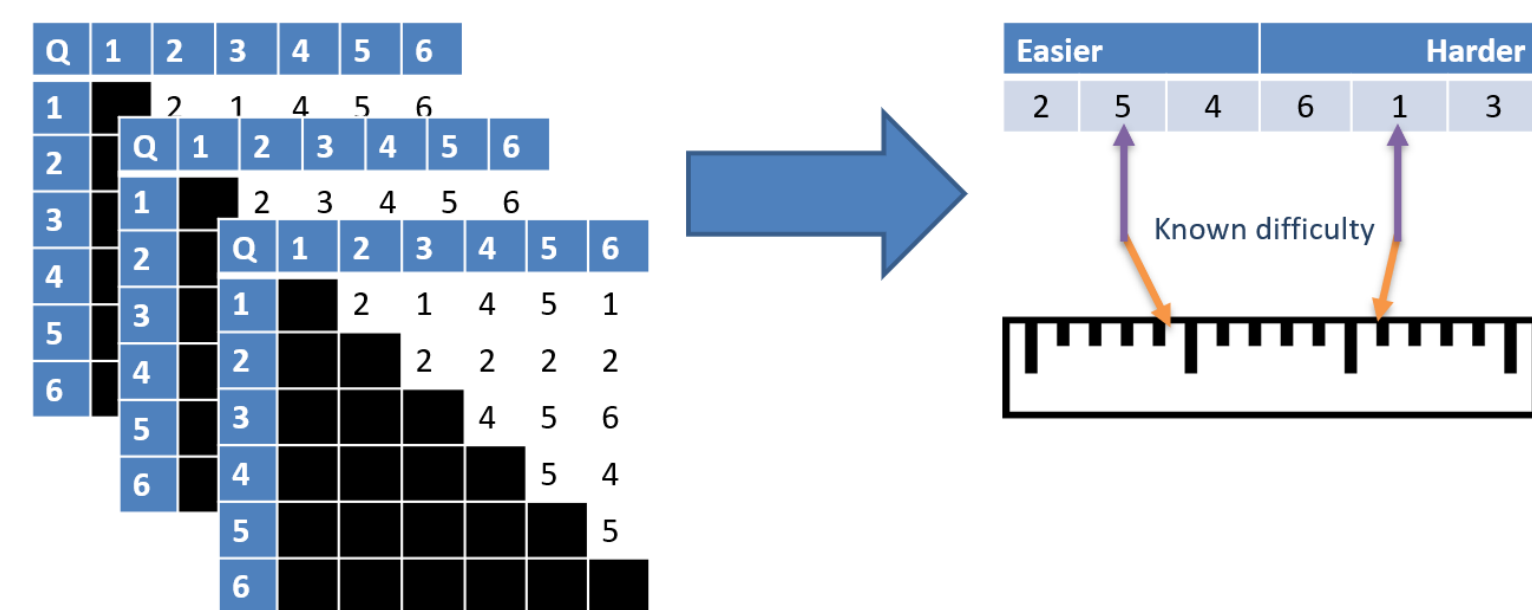 Q 1 2 3 4 5 6
1 2 1 4 5 6
2
3
4
5
6
Q 1 2 3 4 5 6
1 2 3 4 5 6
2
3
4
5
6
Q 1 2 3 4 5 6
1 2 1 4 5 1
2 2 2 2 2
3 4 5 6
4 5 4
5 5
6
Easier Harder
2 5 4 6 1 3
Known difficulty